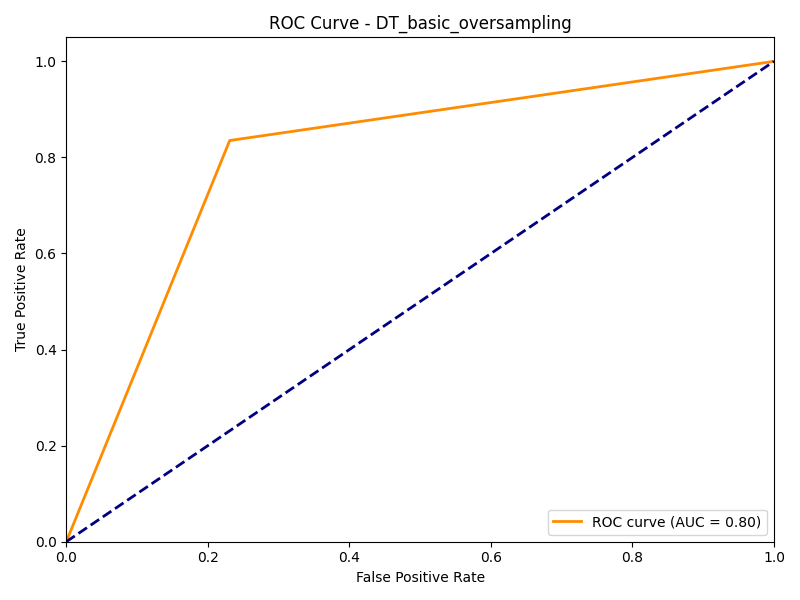 ROC Curve - DT_basic_oversampling
True Positive Rate
1.0
0.8
0.6
0.4
0.2
0.0
0.0 0.2 0.4 0.6 0.8 1.0
False Positive Rate
ROC curve (AUC = 0.80)